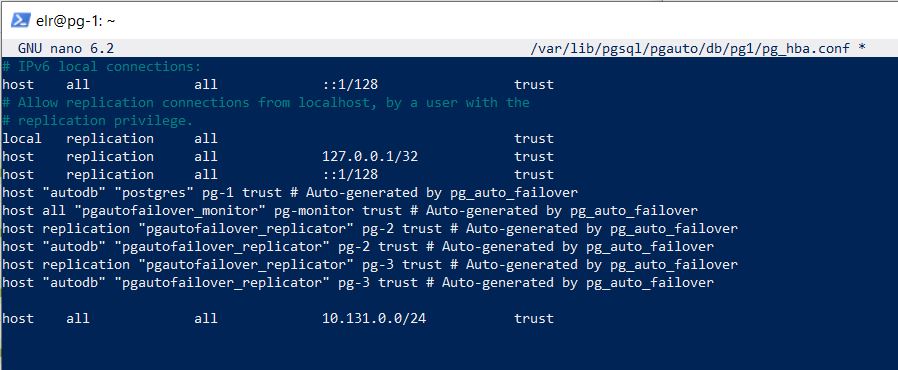 elr@pg-1: ~
GNU nano 6.2 /var/lib/pgsql/pgauto/db/pg1/pg_hba.conf *
# IPv6 local connections:
host all all ::1/128 trust
# Allow replication connections from localhost, by a user with the
# replication privilege.
local replication all trust
host replication all 127.0.0.1/32 trust
host replication all ::1/128 trust
host "autodb" "postgres" pg-1 trust # Auto-generated by pg_auto_failover
host all "pgautofailover_monitor" pg-monitor trust # Auto-generated by pg_auto_failover
host replication "pgautofailover_replicator" pg-2 trust # Auto-generated by pg_auto_failover
host "autodb" "pgautofailover_replicator" pg-2 trust # Auto-generated by pg_auto_failover
host replication "pgautofailover_replicator" pg-3 trust # Auto-generated by pg_auto_failover
host "autodb" "pgautofailover_replicator" pg-3 trust # Auto-generated by pg_auto_failover
host all all 10.131.0.0/24 trust